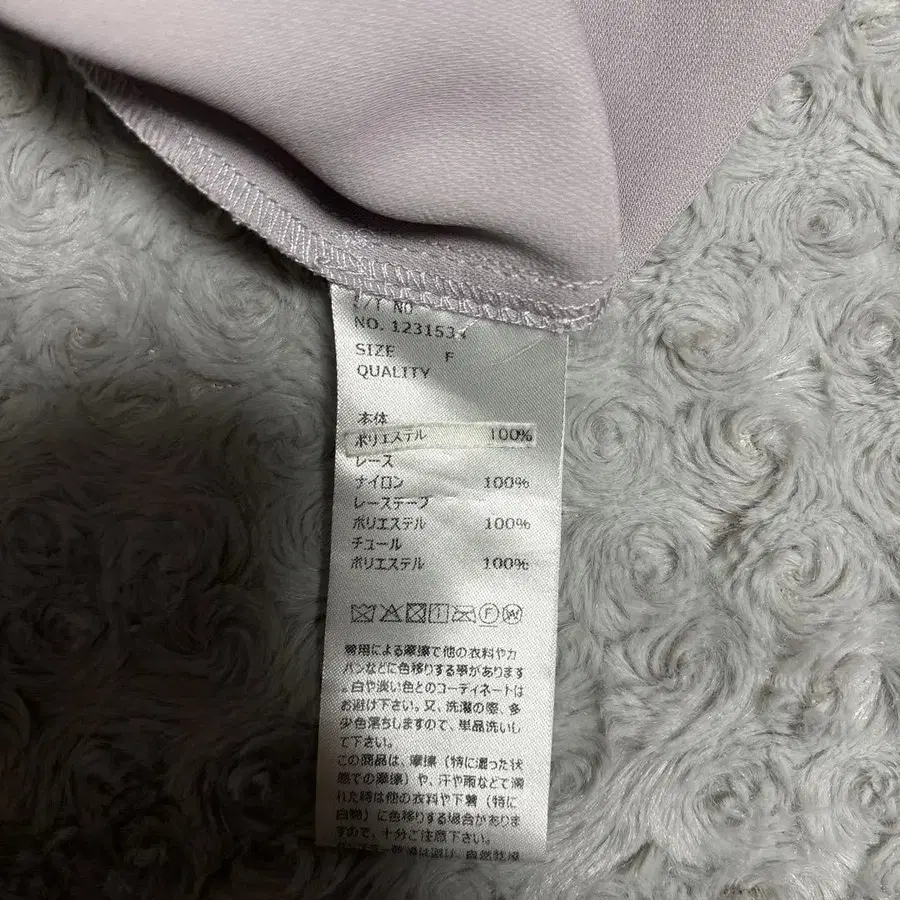 NO. 1231534
SIZE F
QUALITY
本体
ポリエステル 100%
レース
ナイロン 100%
レーステープ
ポリエステル 100%
チュール
ポリエステル 100%
F W
常用による摩擦で他の衣料やカ
バンなどに色移りする事があります
。白や淡い色とのコーディネートは
お避け下さい。又、洗濯の際、多
少色落ちしますので、単品洗いし
て下さい。
この商品は、摩擦（特に湿った状
態での摩擦）や、汗や雨などで濡
れた時は他の衣料や下着（特に
白物）に色移りする場合がありま
すので、十分ご注意下さい。
は避け、自然乾燥